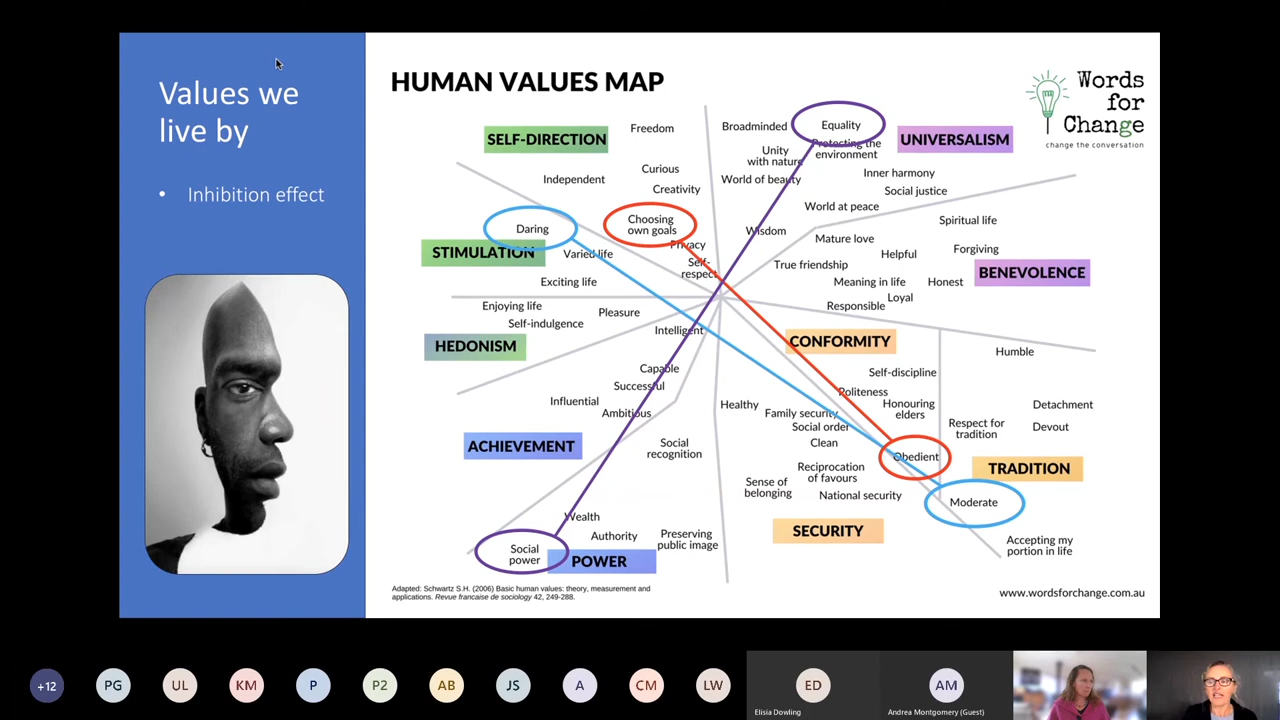 Values we
live by
• Inhibition effect
HUMAN VALUES MAP
Words
for
Change
change the conversation
SELF-DIRECTION
Freedom
Independent
Curious
Creativity
Choosing
own goals
Privacy
Self-
respect
Broadminded
Equality
Unity
with nature
Protecting the
environment
World of beauty
UNIVERSALISM
Inner harmony
Social justice
World at peace
Wisdom
Daring
STIMULATION
Varied life
Exciting life
Mature love
Spiritual life
Helpful
Forgiving
True friendship
Meaning in life
Honest
BENEVOLENCE
Loyal
Responsible
Enjoying life
Pleasure
Self-indulgence
HEDONISM
Intelligent
Capable
Successful
Influential
Ambitious
ACHIEVEMENT
CONFORMITY
Self-discipline
Politeness
Honouring
elders
Obedient
Humble
Detachment
Respect for
tradition
Devout
TRADITION
Moderate
Accepting my
portion in life
Healthy
Family security
Social order
Clean
Reciprocation
of favours
Sense of
belonging
National security
SECURITY
Social
recognition
Wealth
Authority
Preserving
public image
Social
power
POWER
Adapted: Schwartz S.H. (2006) Basic human values: theory, measurement and
applications. Revue francaise de sociology 42, 249-288.
www.wordsforchange.com.au
+12
PG
UL
KM
P
P2
AB
JS
A
CM
LW
ED
Elisia Dowling
AM
Andrea Montgomery (Guest)